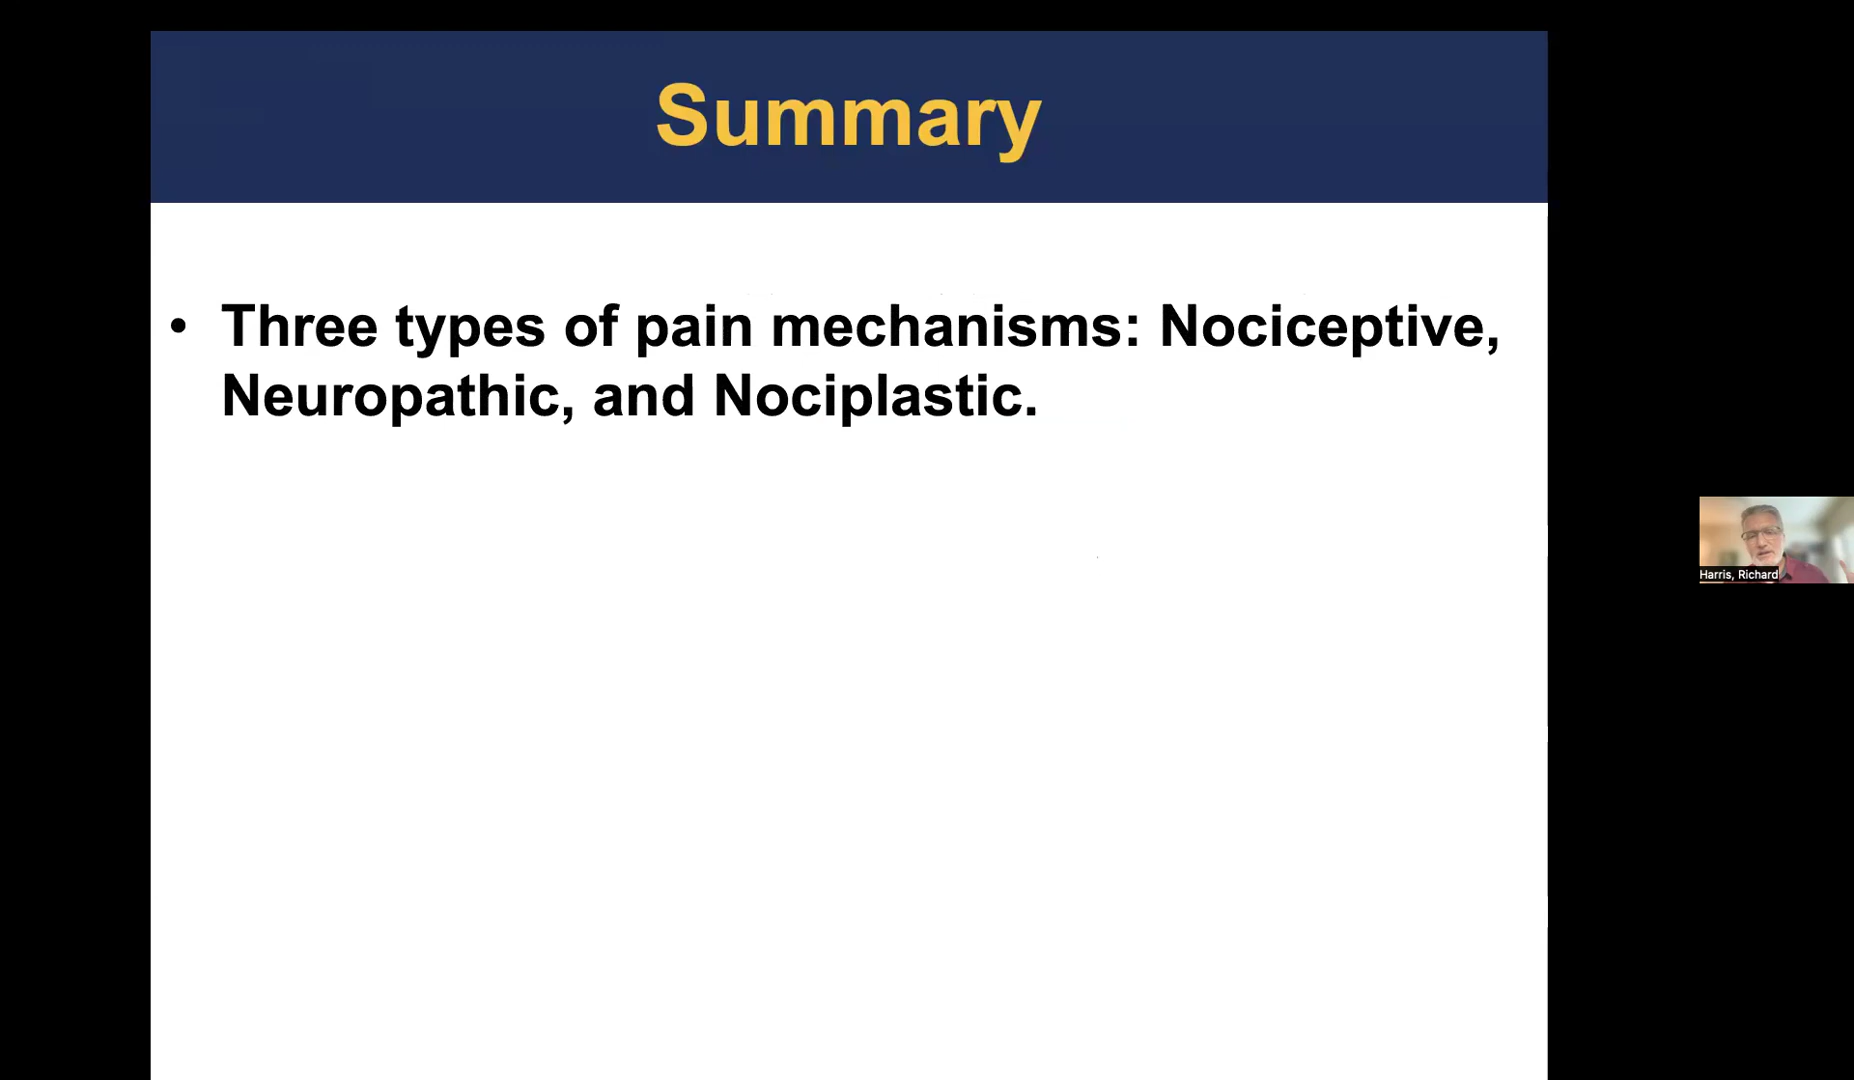 Summary
• Three types of pain mechanisms: Nociceptive,
Neuropathic, and Nociplastic.
Harris, Richard